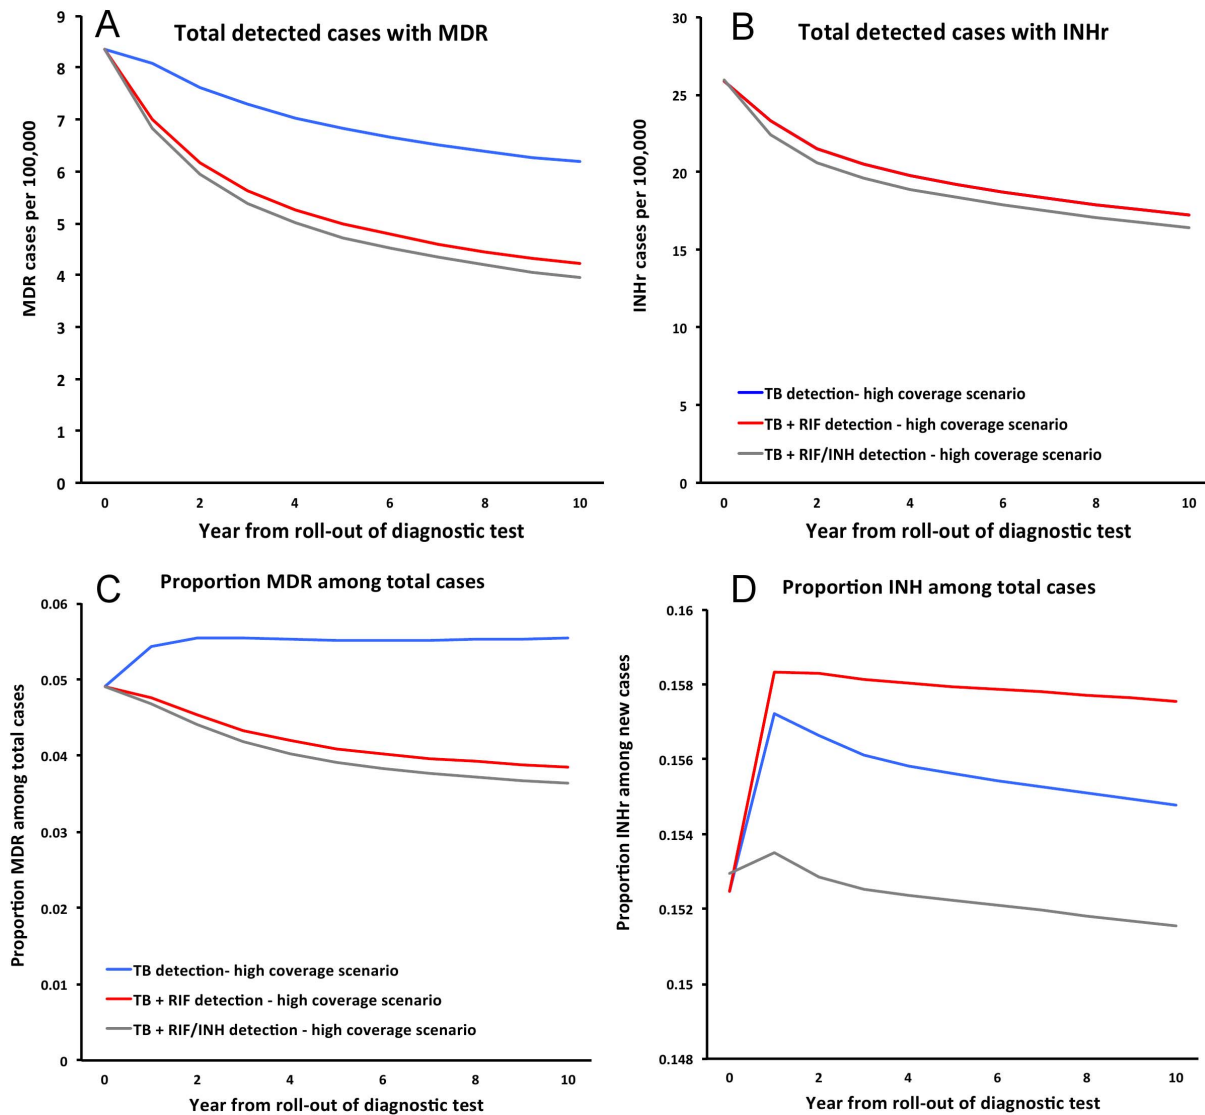 A
Total detected cases with MDR
MDR cases per 100,000
9
8
7
6
5
4
3
2
1
0
0 2 4 6 8 10
Year from roll-out of diagnostic test
B
Total detected cases with INHr
INHr cases per 100,000
30
25
20
15
10
5
0
TB detection- high coverage scenario
TB + RIF detection - high coverage scenario
TB + RIF/INH detection - high coverage scenario
0 2 4 6 8 10
Year from roll-out of diagnostic test
C
Proportion MDR among total cases
Proportion MDR among total cases
0.06
0.05
0.04
0.03
0.02
0.01
0
TB detection- high coverage scenario
TB + RIF detection - high coverage scenario
TB + RIF/INH detection - high coverage scenario
0 2 4 6 8 10
Year from roll-out of diagnostic test
D
Proportion INH among total cases
Proportion INHr among new cases
0.16
0.158
0.156
0.154
0.152
0.15
0.148
0 2 4 6 8 10
Year from roll-out of diagnostic test